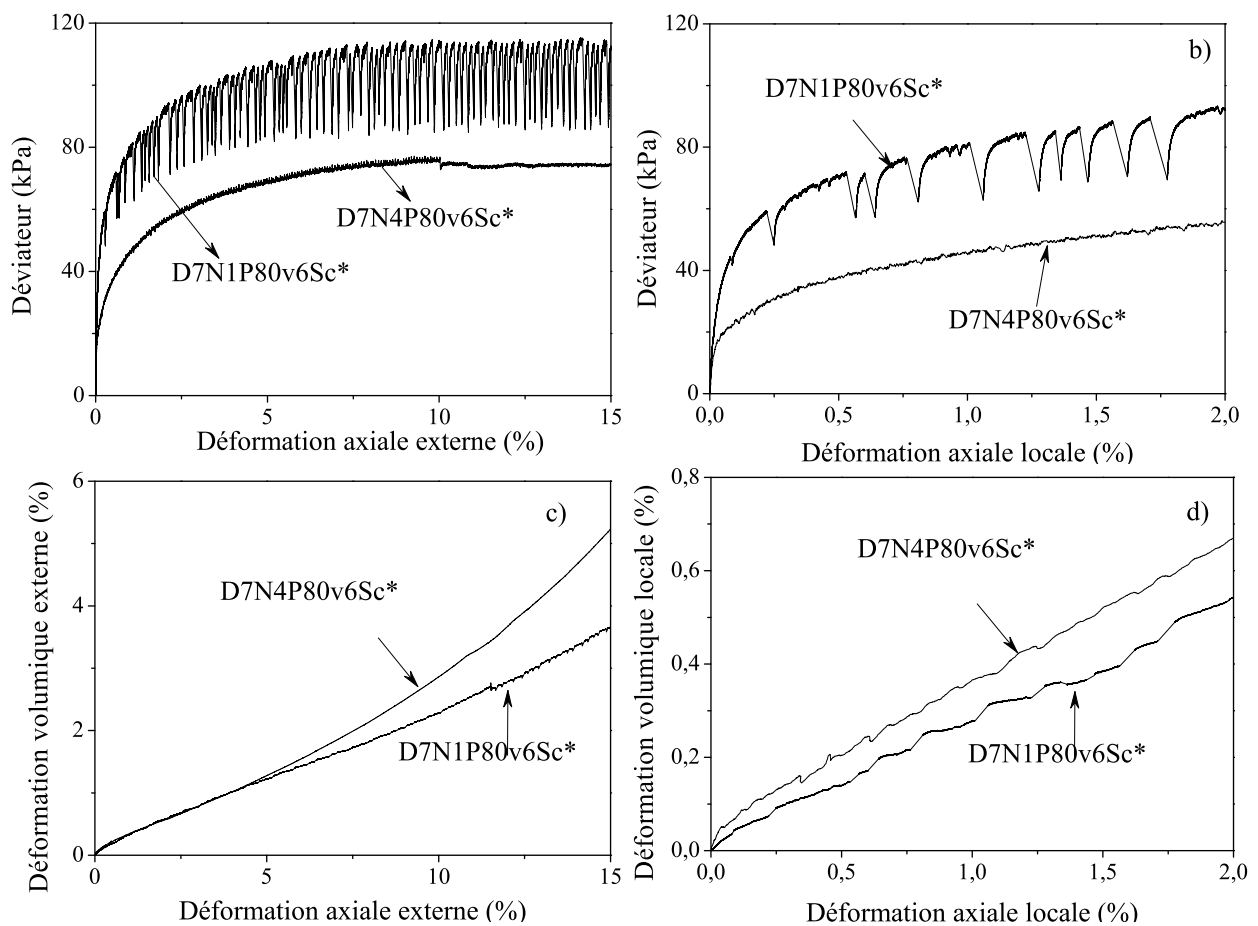 120
80
40
0
Déviateur (kPa)
D7N4P80v6Sc*
D7N1P80v6Sc*
0
5
10
15
Déformation axiale externe (%)
b)
120
80
40
0
Déviateur (kPa)
D7N1P80v6Sc*
D7N4P80v6Sc*
0,0
0,5
1,0
1,5
2,0
Déformation axiale locale (%)
c)
6
4
2
0
Déformation volumique externe (%)
D7N4P80v6Sc*
D7N1P80v6Sc*
0
5
10
15
Déformation axiale externe (%)
d)
0,8
0,6
0,4
0,2
0,0
Déformation volumique locale (%)
D7N4P80v6Sc*
D7N1P80v6Sc*
0,0
0,5
1,0
1,5
2,0
Déformation axiale locale (%)